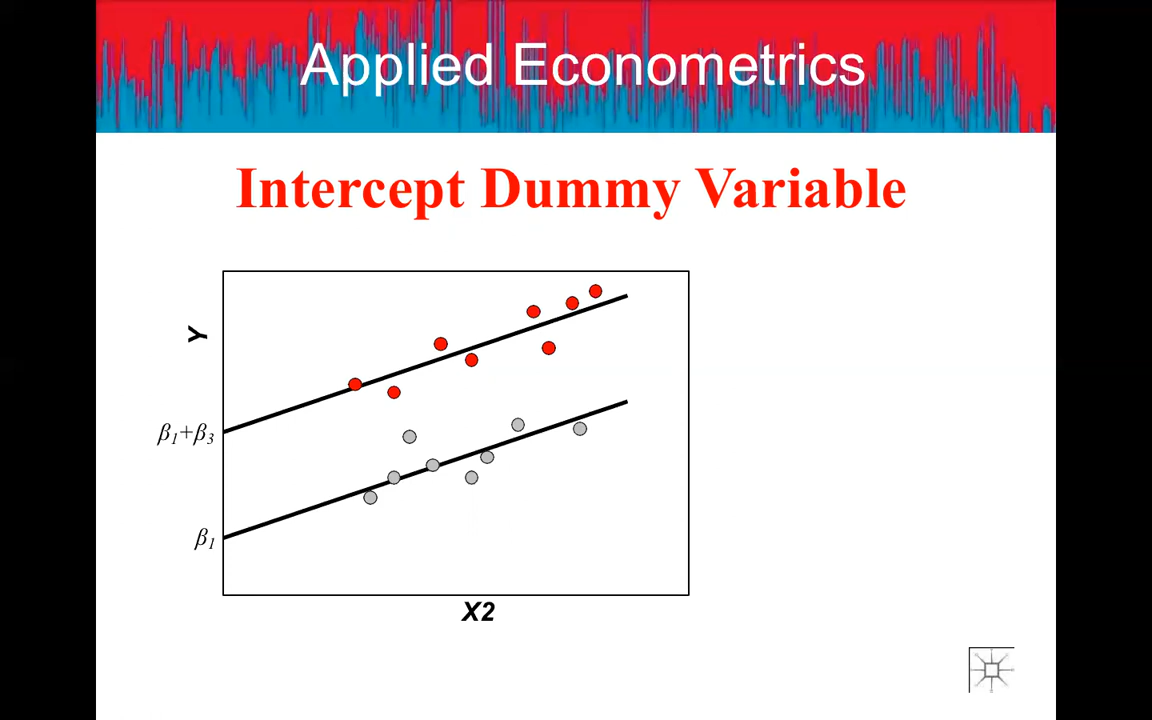 Applied Econometrics
Intercept Dummy Variable
Y
β₁+β₃
β₁
X2